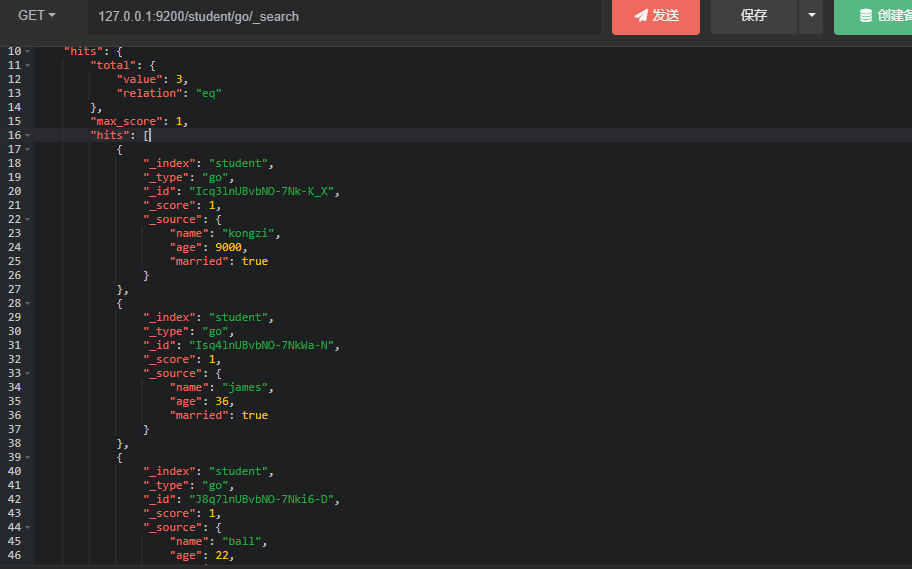 GET 127.0.0.1:9200/student/go/_search 发送 保存 创建备
10 "hits": {
11 "total": {
12 "value": 3,
13 "relation": "eq"
14 },
15 "max_score": 1,
16 "hits": [
17 {
18 "_index": "student",
19 "_type": "go",
20 "_id": "Icq3lnUBvbNO-7Nk-K_X",
21 "_score": 1,
22 "_source": {
23 "name": "kongzi",
24 "age": 9000,
25 "married": true
26 }
27 },
28 {
29 "_index": "student",
30 "_type": "go",
31 "_id": "Isq4lnUBvbNO-7NkWa-N",
32 "_score": 1,
33 "_source": {
34 "name": "james",
35 "age": 36,
36 "married": true
37 }
38 },
39 {
40 "_index": "student",
41 "_type": "go",
42 "_id": "J8q7lnUBvbNO-7Nki6-D",
43 "_score": 1,
44 "_source": {
45 "name": "ball",
46 "age": 22,